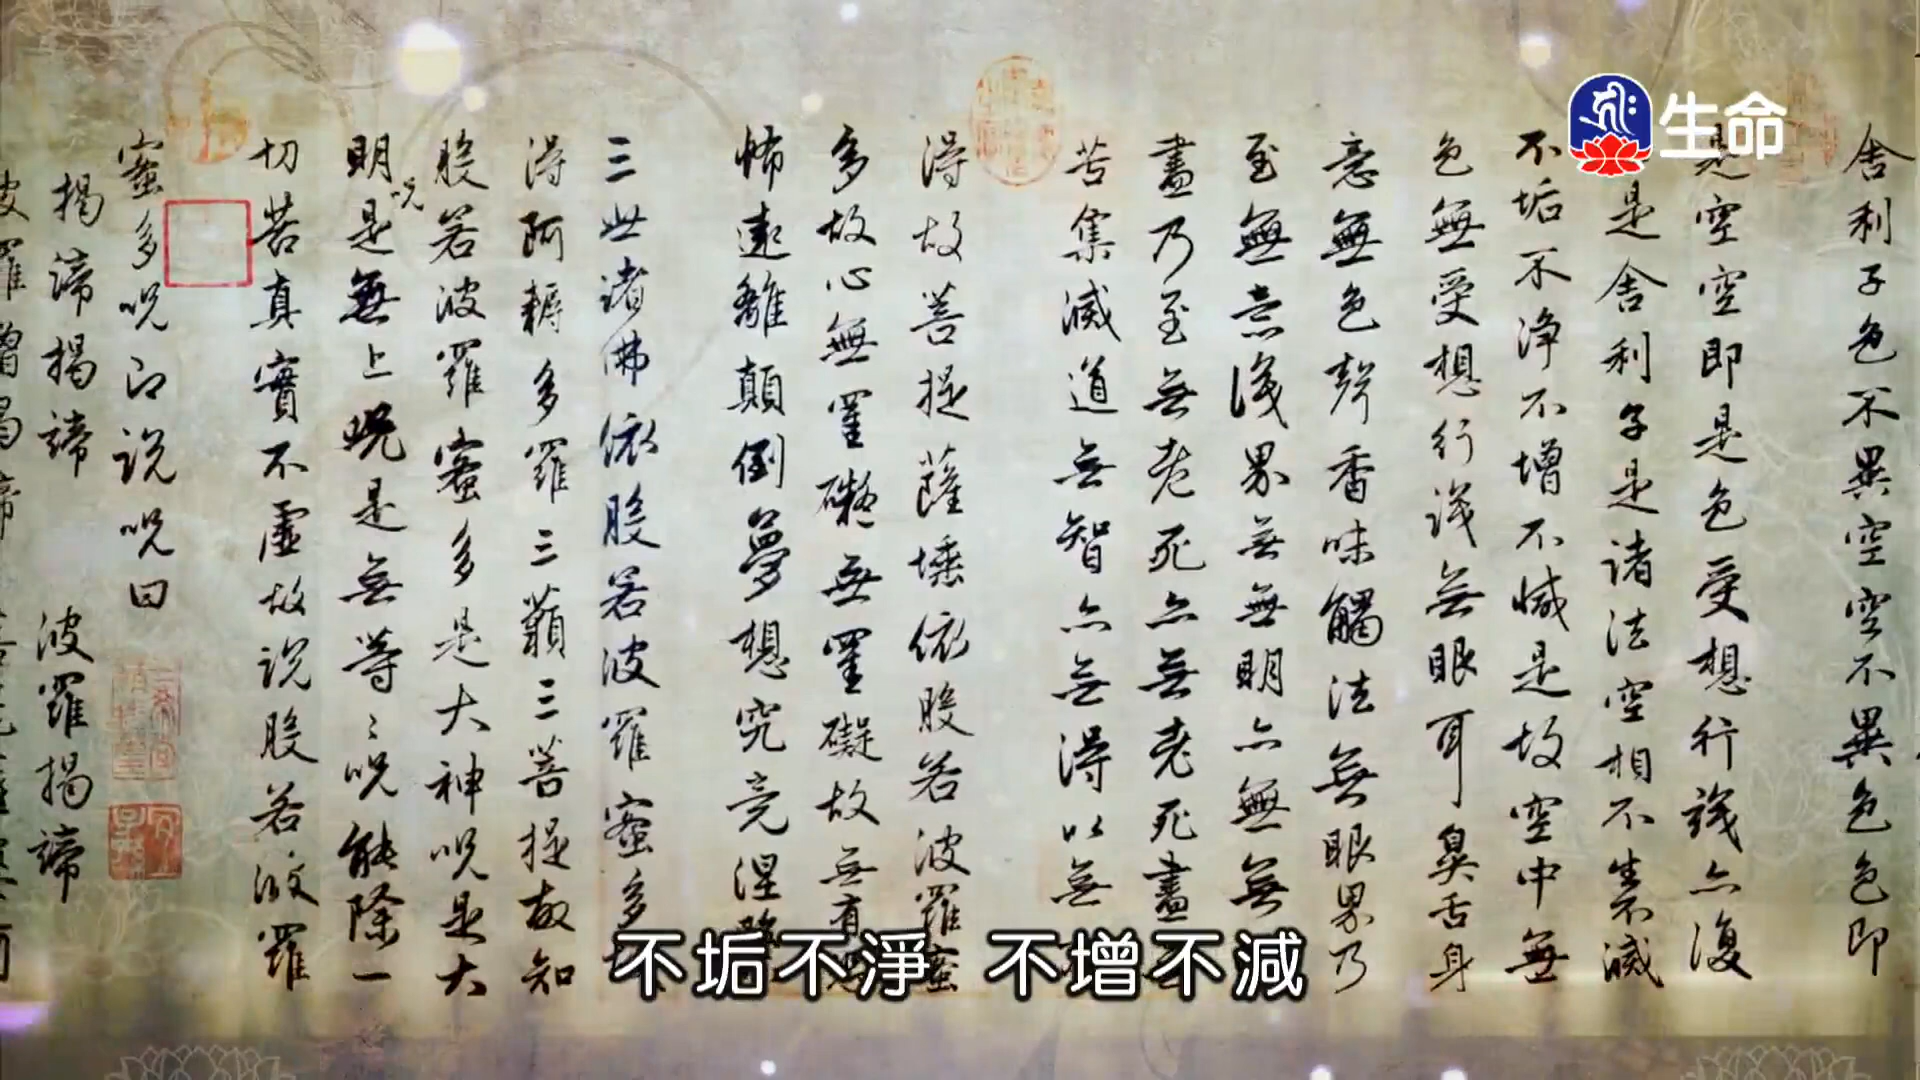 舍利子色不異空空不異色色即
是空空即是色受想行識亦復
如是舍利子是諸法空相不生不滅
不垢不淨不增不減是故空中無
色無受想行識無眼耳鼻舌身
意無色聲香味觸法無眼界乃
至無意識界無無明亦無無
盡乃至無老死亦無老死盡
苦集滅道無智亦無得以無
得故菩提薩埵依般若波羅蜜
多故心無罣礙無罣礙故無有
怖遠離顛倒夢想究竟涅
三世諸佛依般若波羅蜜多
得阿耨多羅三藐三菩提故知
般若波羅蜜多是大神咒是大
明咒是無上咒是無等〻咒能除一
切苦真實不虛故說般若波羅
蜜多咒即說咒曰
揭諦揭諦 波羅揭諦
生命
不垢不淨 不增不減